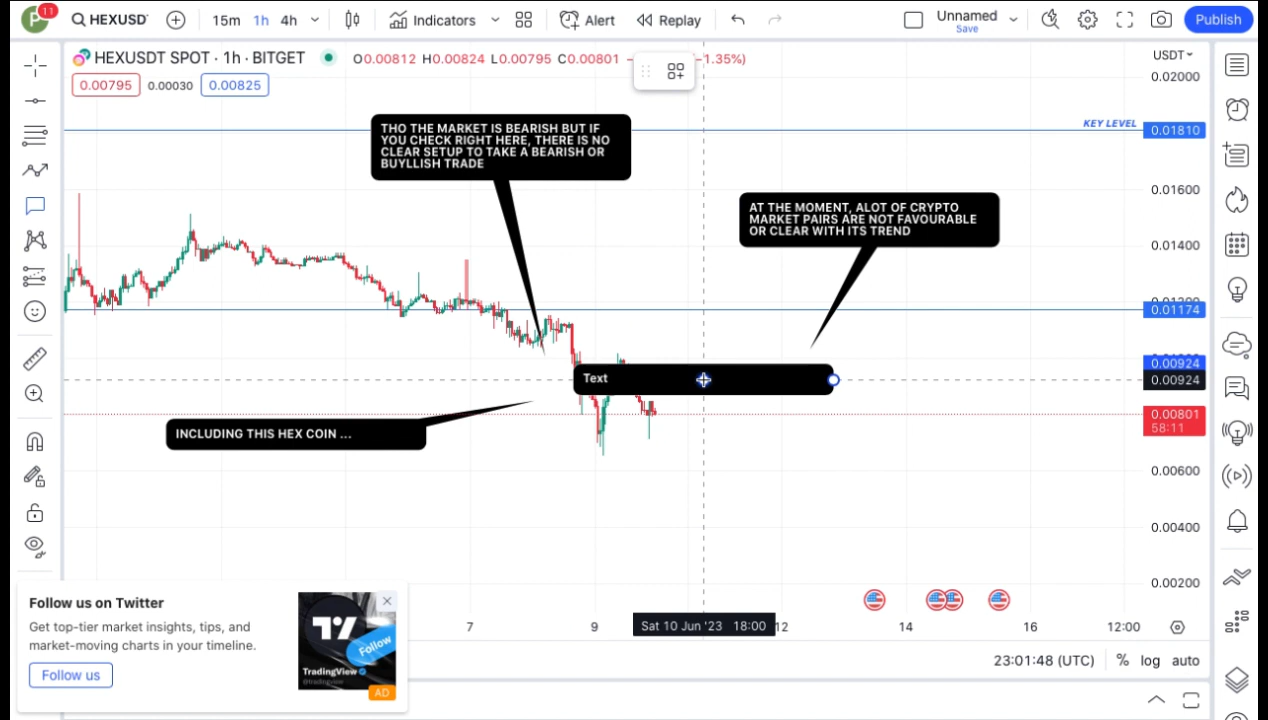 11
HEXUSDT
15m 1h 4h
Indicators
Alert
Replay
Unnamed
Save
Publish
HEXUSDT SPOT · 1h · BITGET
O0.00812 H0.00824 L0.00795 C0.00801
−1.35%)
USDT
0.00795 0.00030 0.00825
0.02000
THO THE MARKET IS BEARISH BUT IF
YOU CHECK RIGHT HERE, THERE IS NO
CLEAR SETUP TO TAKE A BEARISH OR
BUYLLISH TRADE
KEY LEVEL
0.01810
0.01600
AT THE MOMENT, ALOT OF CRYPTO
MARKET PAIRS ARE NOT FAVOURABLE
OR CLEAR WITH ITS TREND
0.01400
0.01174
0.00924
Text
0.00924
0.00801
58:11
INCLUDING THIS HEX COIN ...
0.00600
0.00400
0.00200
7
9
Sat 10 Jun '23 18:00
12
14
16
12:00
23:01:48 (UTC)
% log auto
Follow us on Twitter
Get top-tier market insights, tips, and
market-moving charts in your timeline.
Follow us
Follow
TradingView
@tradingview
AD